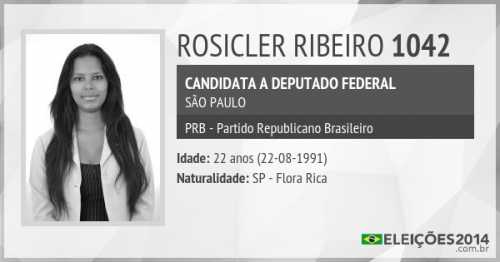 ROSICLER RIBEIRO 1042
CANDIDATA A DEPUTADO FEDERAL
SÃO PAULO
PRB - Partido Republicano Brasileiro
Idade: 22 anos (22-08-1991)
Naturalidade: SP - Flora Rica
ELEIÇÕES2014
.com.br